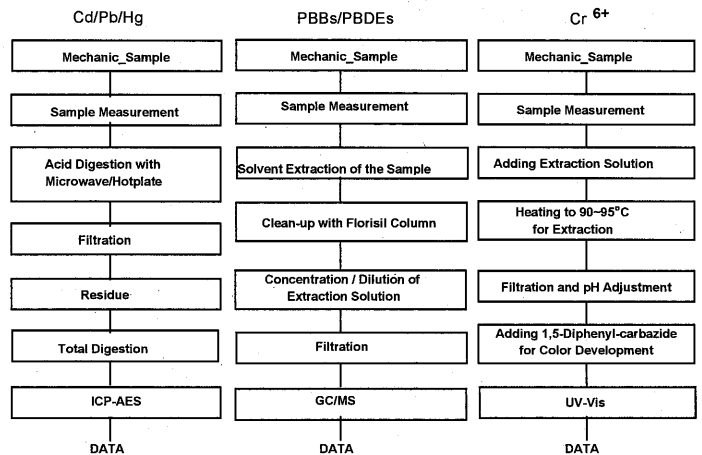 Cd/Pb/Hg
Mechanic_Sample
Sample Measurement
Acid Digestion with
Microwave/Hotplate
Filtration
Residue
Total Digestion
ICP-AES
DATA
PBBs/PBDEs
Mechanic_Sample
Sample Measurement
Solvent Extraction of the Sample
Clean-up with Florisil Column
Concentration / Dilution of
Extraction Solution
Filtration
GC/MS
DATA
Cr 6+
Mechanic_Sample
Sample Measurement
Adding Extraction Solution
Heating to 90~95°C
for Extraction
Filtration and pH Adjustment
Adding 1,5-Diphenyl-carbazide
for Color Development
UV-Vis
DATA